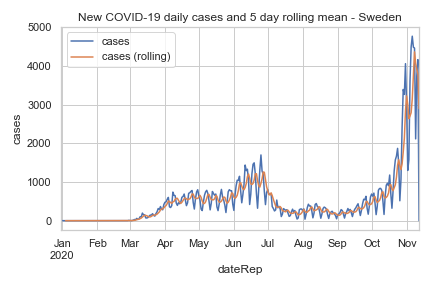 New COVID-19 daily cases and 5 day rolling mean - Sweden
cases
cases (rolling)
5000
4000
3000
2000
1000
0
cases
Jan Feb Mar Apr May Jun Jul Aug Sep Oct Nov
2020
dateRep